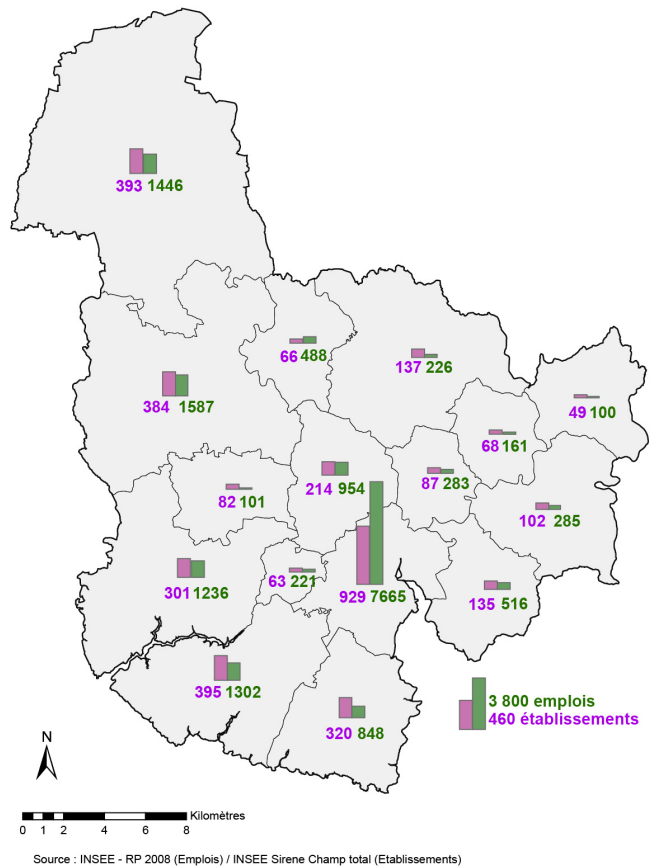 393 1446
66 488
137 226
384 1587
49 100
68 161
214 954
87 283
82 101
102 285
301 1236
63 221
929 7665
135 516
395 1302
3 800 emplois
460 établissements
320 848
N
Kilomètres
0 1 2 4 6 8
Source : INSEE - RP 2008 (Emplois) / INSEE Sirene Champ total (Etablissements)